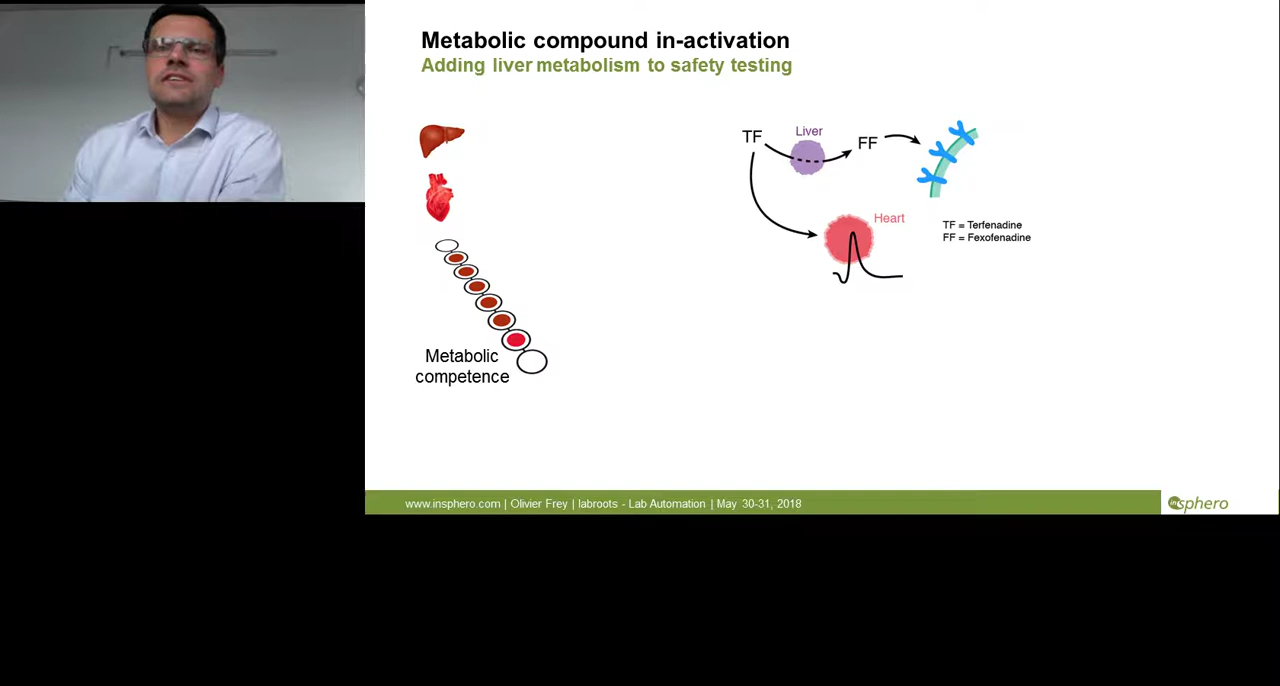 Metabolic compound in-activation
Adding liver metabolism to safety testing
TF
Liver
FF
Heart
TF = Terfenadine
FF = Fexofenadine
Metabolic
competence
www.insphero.com | Olivier Frey | labroots - Lab Automation | May 30-31, 2018
insphero